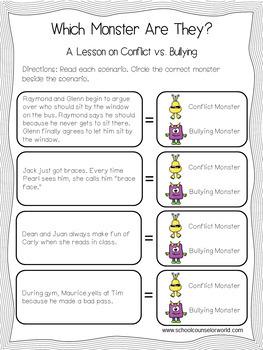 Which Monster Are They?
A Lesson on Conflict vs. Bullying
Directions: Read each scenario. Circle the correct monster
beside the scenario.
Raymond and Glenn begin to argue
over who should sit by the window
on the bus. Raymond says he should
because he never gets to sit there.
Glenn finally agrees to let him sit by
the window.
=
Conflict Monster
Bullying Monster
Jack just got braces. Every time
Pearl sees him, she calls him "brace
face."
=
Conflict Monster
Bullying Monster
Dean and Juan always make fun of
Carly when she reads in class.
=
Conflict Monster
Bullying Monster
During gym, Maurice yells at Tim
because he made a bad pass.
=
Conflict Monster
Bullying Monster
www.schoolcounselorworld.com